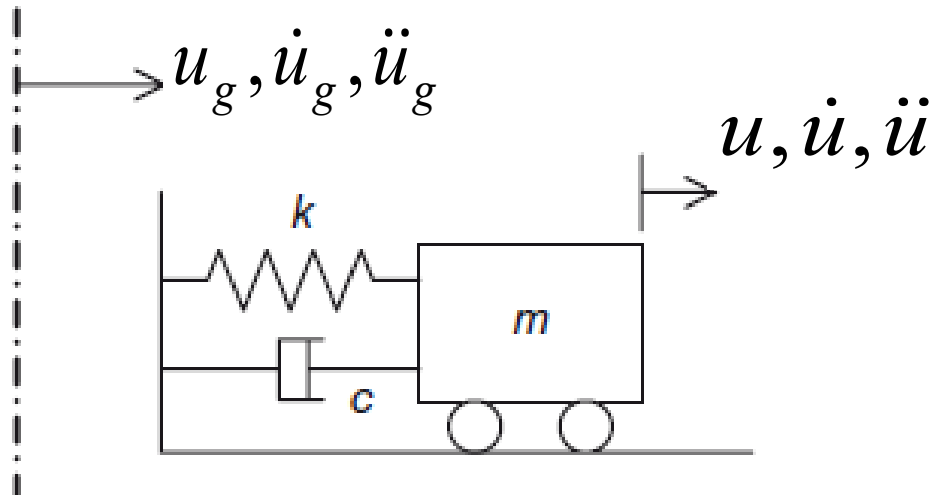 u_g, u̇_g, ü_g
u, u̇, ü
k
m
c